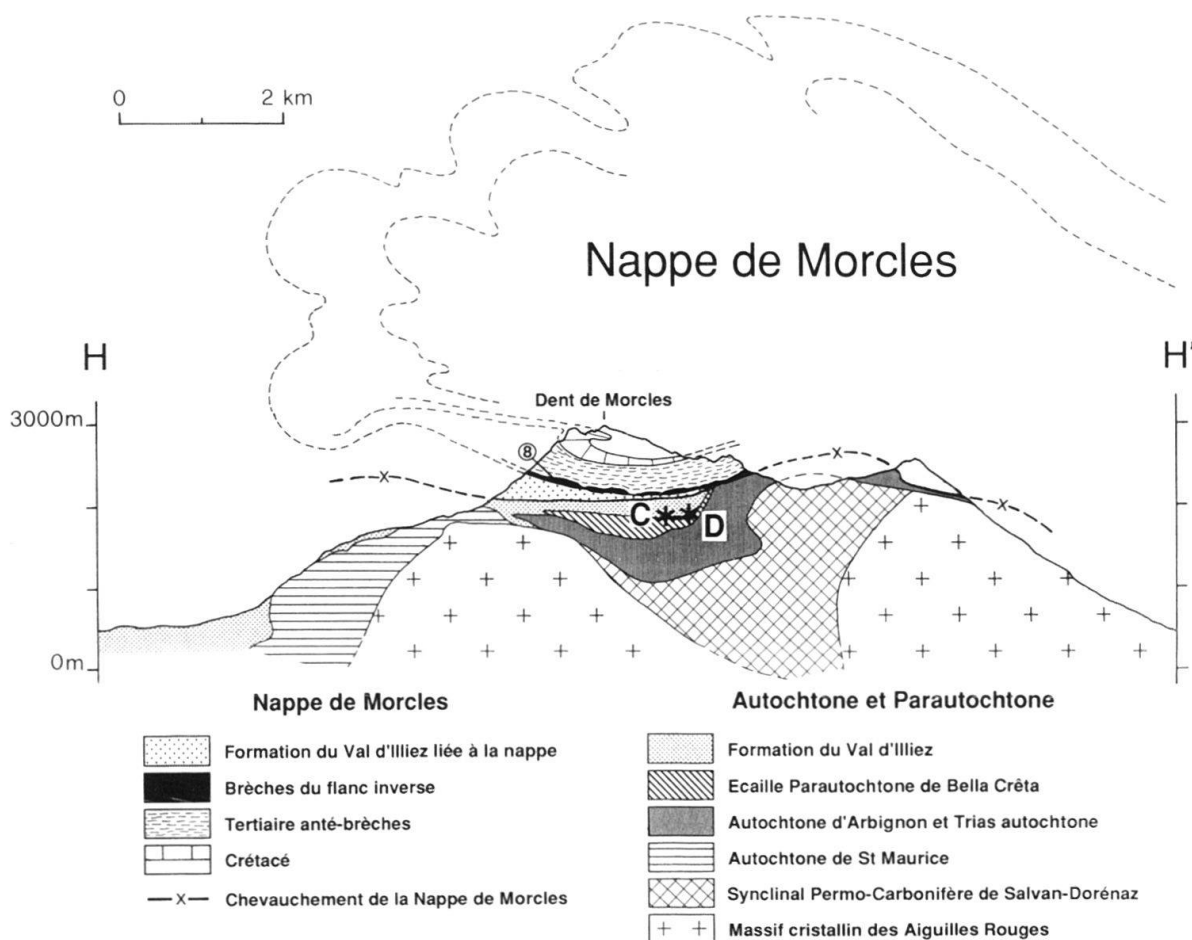 0 2 km
Nappe de Morcles
H H'
Dent de Morcles
3000m
8
C D
0m
Nappe de Morcles
Formation du Val d'Illiez liée à la nappe
Brèches du flanc inverse
Tertiaire anté-brèches
Crétacé
—x— Chevauchement de la Nappe de Morcles
Autochtone et Parautochtone
Formation du Val d'Illiez
Ecaille Parautochtone de Bella Crêta
Autochtone d'Arbignon et Trias autochtone
Autochtone de St Maurice
Synclinal Permo-Carbonifère de Salvan-Dorénaz
Massif cristallin des Aiguilles Rouges